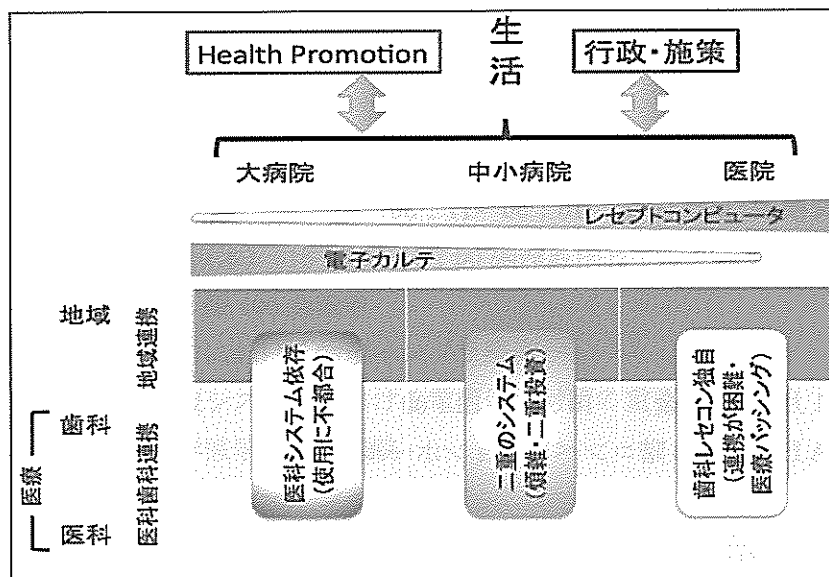 生活
Health Promotion
行政・施策
大病院
中小病院
医院
レセプトコンピュータ
電子カルテ
地域
地域連携
医療
歯科
医科
医科歯科連携
医科システム依存
(使用に不都合)
二重のシステム
(煩雑・二重投資)
歯科レセコン独自
(連携が困難・
医療バッシング)